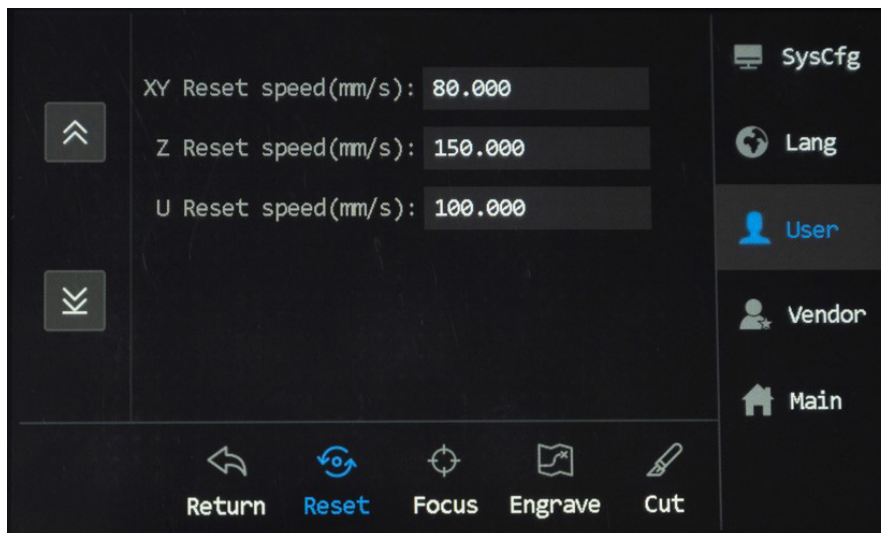 SysCfg
XY Reset speed(mm/s): 80.000
Lang
Z Reset speed(mm/s): 150.000
U Reset speed(mm/s): 100.000
User
Vendor
Main
Return Reset Focus Engrave Cut